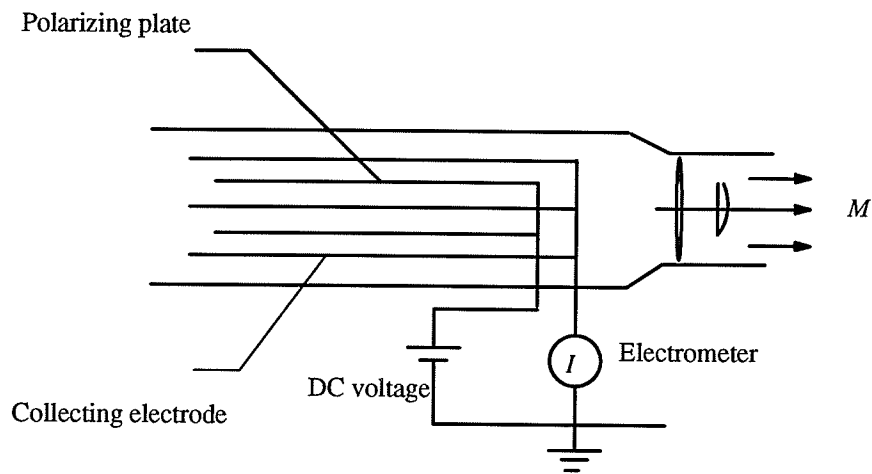 Polarizing plate
M
I
Electrometer
DC voltage
Collecting electrode